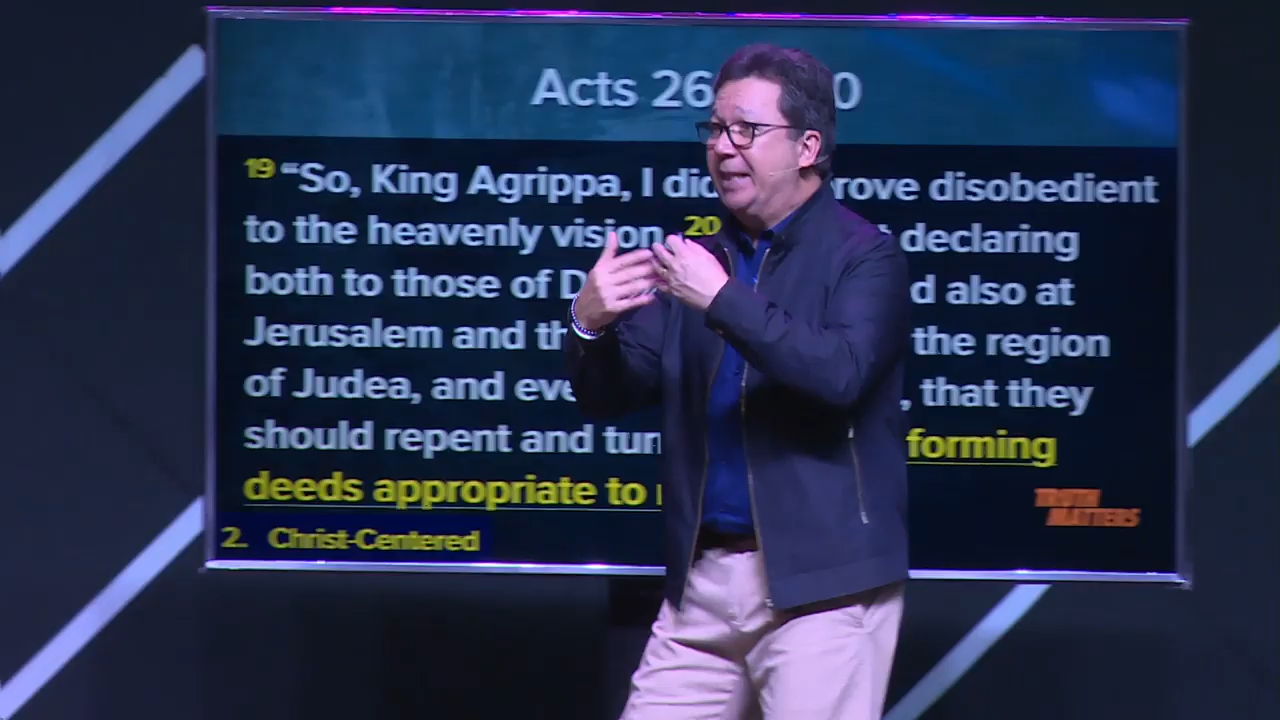 Acts 26 0
19 “So, King Agrippa, I did rove disobedient
to the heavenly vision, 20 declaring
both to those of D d also at
Jerusalem and th the region
of Judea, and eve , that they
should repent and turn forming
deeds appropriate to
2. Christ-Centered
TRUTH
MATTERS